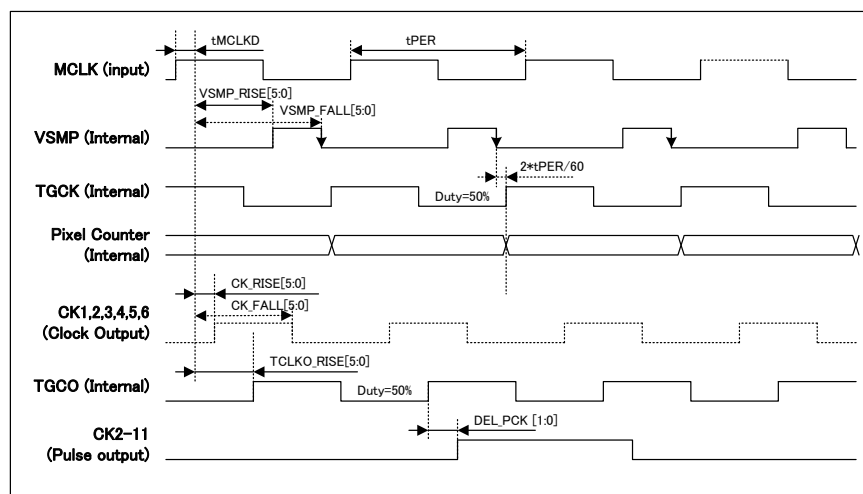 tMCLKD
tPER
MCLK (input)
VSMP_RISE[5:0]
VSMP_FALL[5:0]
VSMP (Internal)
2*tPER/60
TGCK (Internal)
Duty=50%
Pixel Counter
(Internal)
CK_RISE[5:0]
CK1,2,3,4,5,6
CK_FALL[5:0]
(Clock Output)
TCLKO_RISE[5:0]
TGCO (Internal)
Duty=50%
DEL_PCK [1:0]
CK2-11
(Pulse output)